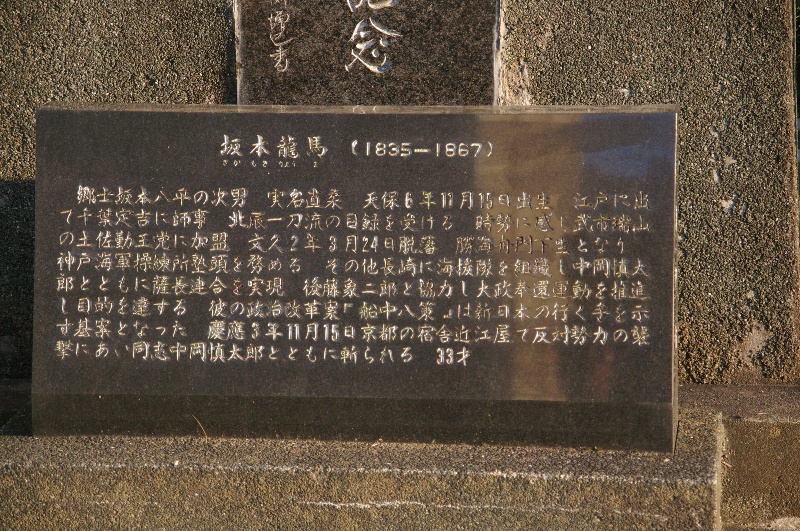 念
坂本龍馬 (1835-1867)
さか もと りょう ま
郷士坂本八平の次男 実名直柔 天保6年11月15日出生 江戸に出
て千葉定吉に師事 北辰一刀流の目録を受ける 時勢に感じ武市瑞山
の土佐勤王党に加盟 文久2年3月24日脱藩 勝海舟門下生となり
神戸海軍操練所塾頭を務める その他長崎に海援隊を組織し中岡慎太
郎とともに薩長連合を実現 後藤象二郎と協力し大政奉還運動を推進
し目的を達する 彼の政治改革案『船中八策』は新日本の行く手を示
す基案となった 慶應3年11月15日京都の宿舎近江屋で反対勢力の襲
撃にあい同志中岡慎太郎とともに斬られる 33才